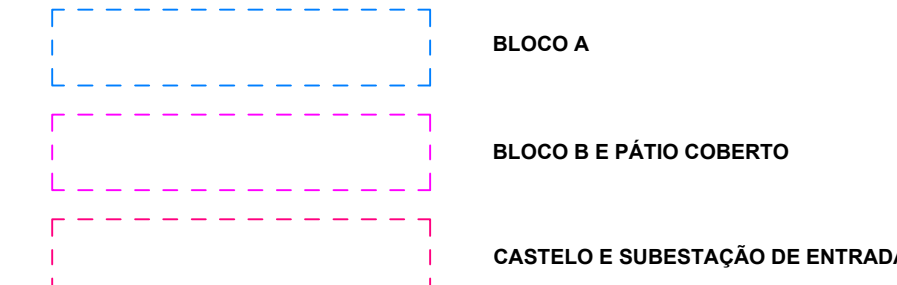 BLOCO A
BLOCO B E PÁTIO COBERTO
CASTELO E SUBESTAÇÃO DE ENTRADA